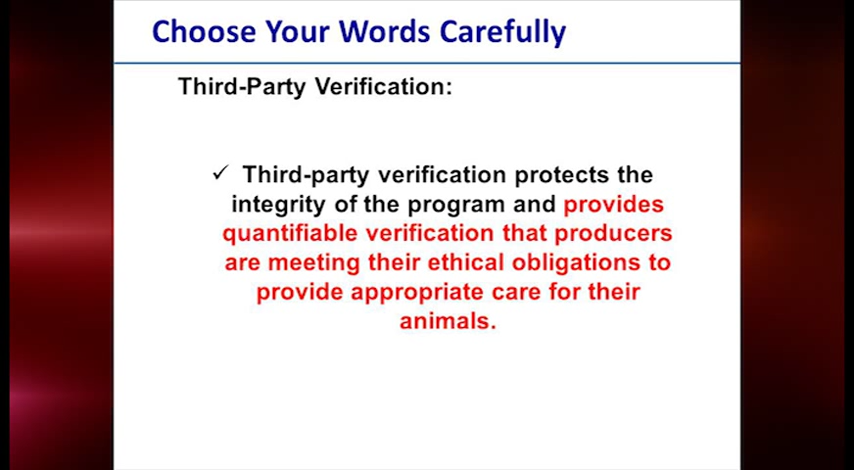 Choose Your Words Carefully
Third-Party Verification:
✓ Third-party verification protects the
integrity of the program and provides
quantifiable verification that producers
are meeting their ethical obligations to
provide appropriate care for their
animals.